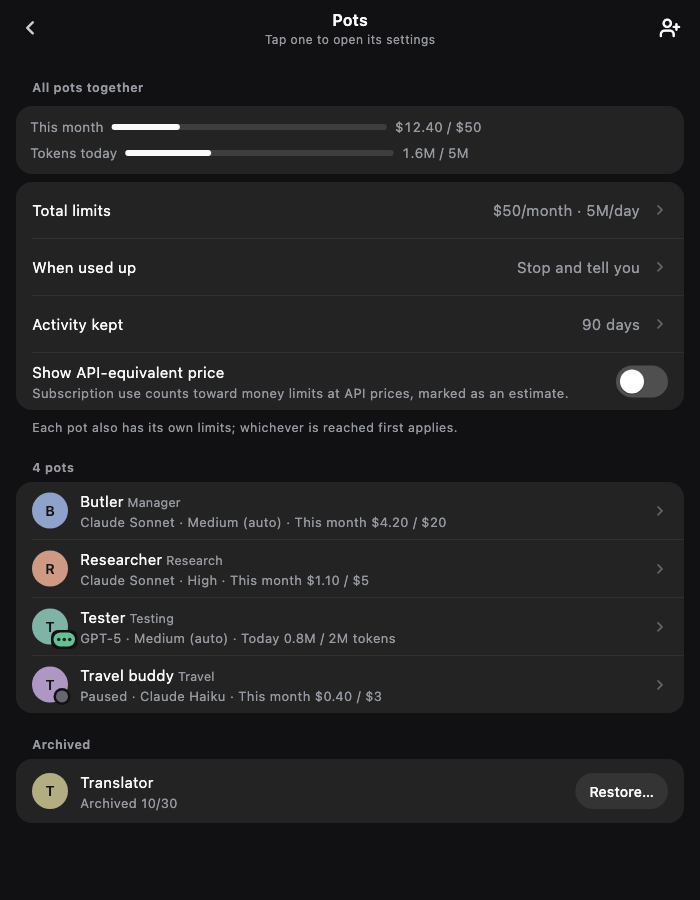 Pots
Tap one to open its settings
All pots together
This month $12.40 / $50
Tokens today 1.6M / 5M
Total limits $50/month · 5M/day
When used up Stop and tell you
Activity kept 90 days
Show API-equivalent price
Subscription use counts toward money limits at API prices, marked as an estimate.
Each pot also has its own limits; whichever is reached first applies.
4 pots
B
Butler Manager
Claude Sonnet · Medium (auto) · This month $4.20 / $20
R
Researcher Research
Claude Sonnet · High · This month $1.10 / $5
T
Tester Testing
GPT-5 · Medium (auto) · Today 0.8M / 2M tokens
T
Travel buddy Travel
Paused · Claude Haiku · This month $0.40 / $3
Archived
T
Translator
Archived 10/30
Restore...